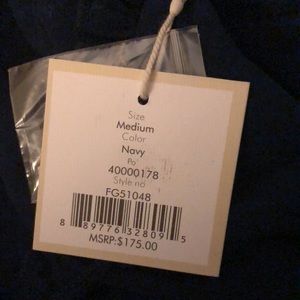 Size
Medium
Color
Navy
Po
40000178
Style no
FG51048
8 89776 32809 5
MSRP: $175.00